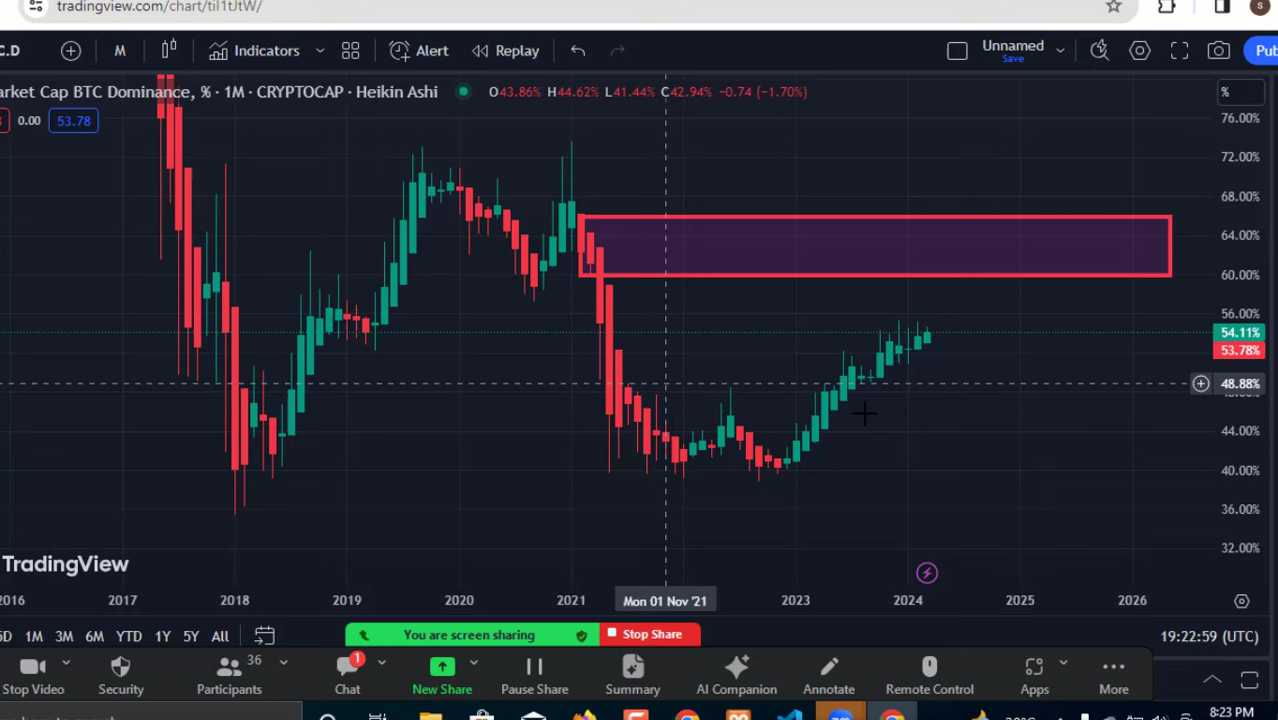 tradingview.com/chart/til1tJtW/
S
C.D M Indicators Alert Replay Unnamed Save Pub
arket Cap BTC Dominance, % · 1M · CRYPTOCAP · Heikin Ashi O43.86% H44.62% L41.44% C42.94% −0.74 (−1.70%) %
0.00 53.78
76.00%
72.00%
68.00%
64.00%
60.00%
56.00%
54.11%
53.78%
48.88%
44.00%
40.00%
36.00%
32.00%
TradingView
2016 2017 2018 2019 2020 2021 Mon 01 Nov '21 2023 2024 2025 2026
5D 1M 3M 6M YTD 1Y 5Y All You are screen sharing Stop Share 19:22:59 (UTC)
36 1
Stop Video Security Participants Chat New Share Pause Share Summary AI Companion Annotate Remote Control Apps More
8:23 PM